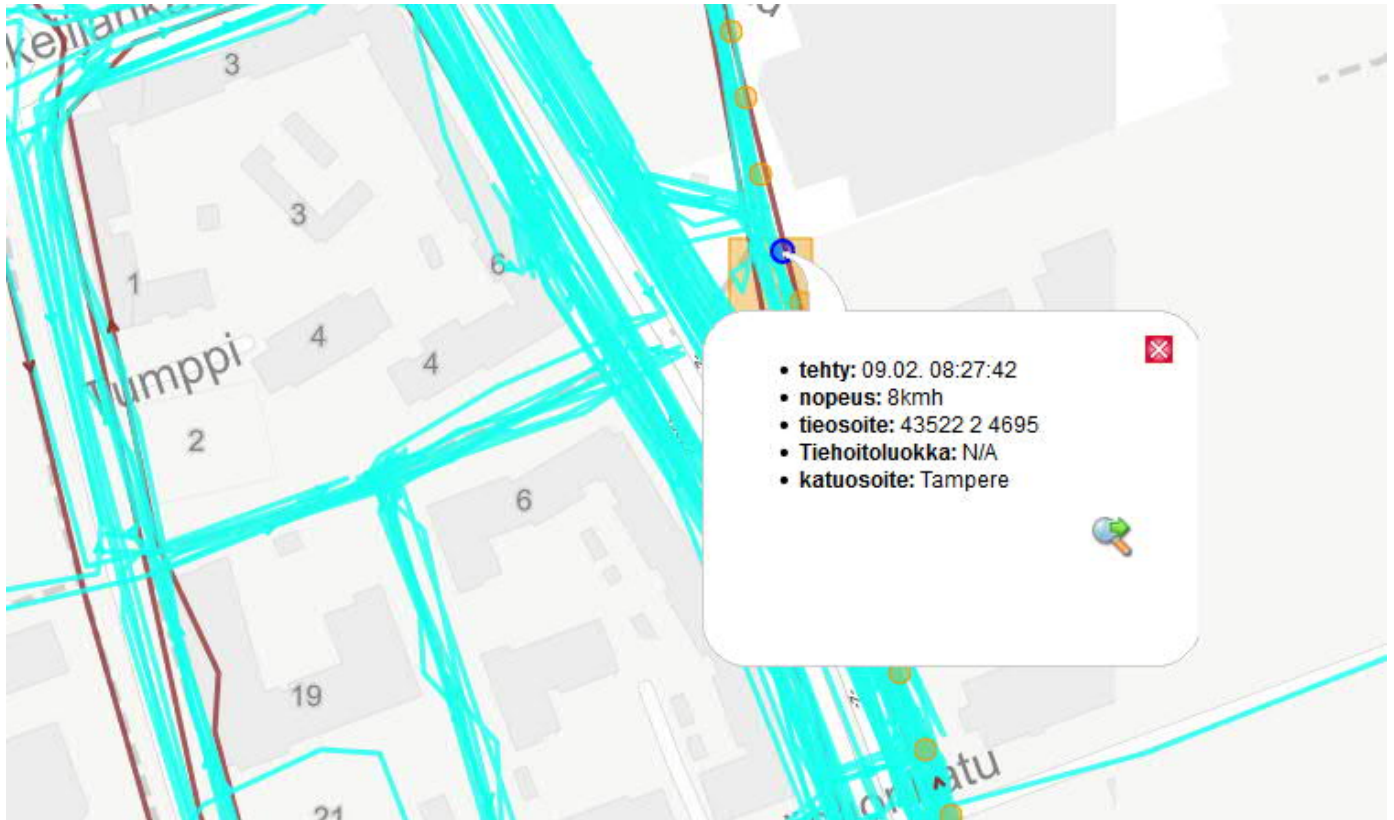 3
3
6
1
4
Tumppi
4
2
tehty: 09.02. 08:27:42
nopeus: 8kmh
tieosoite: 43522 2 4695
Tiehoitoluokka: N/A
katuosoite: Tampere
6
19
21